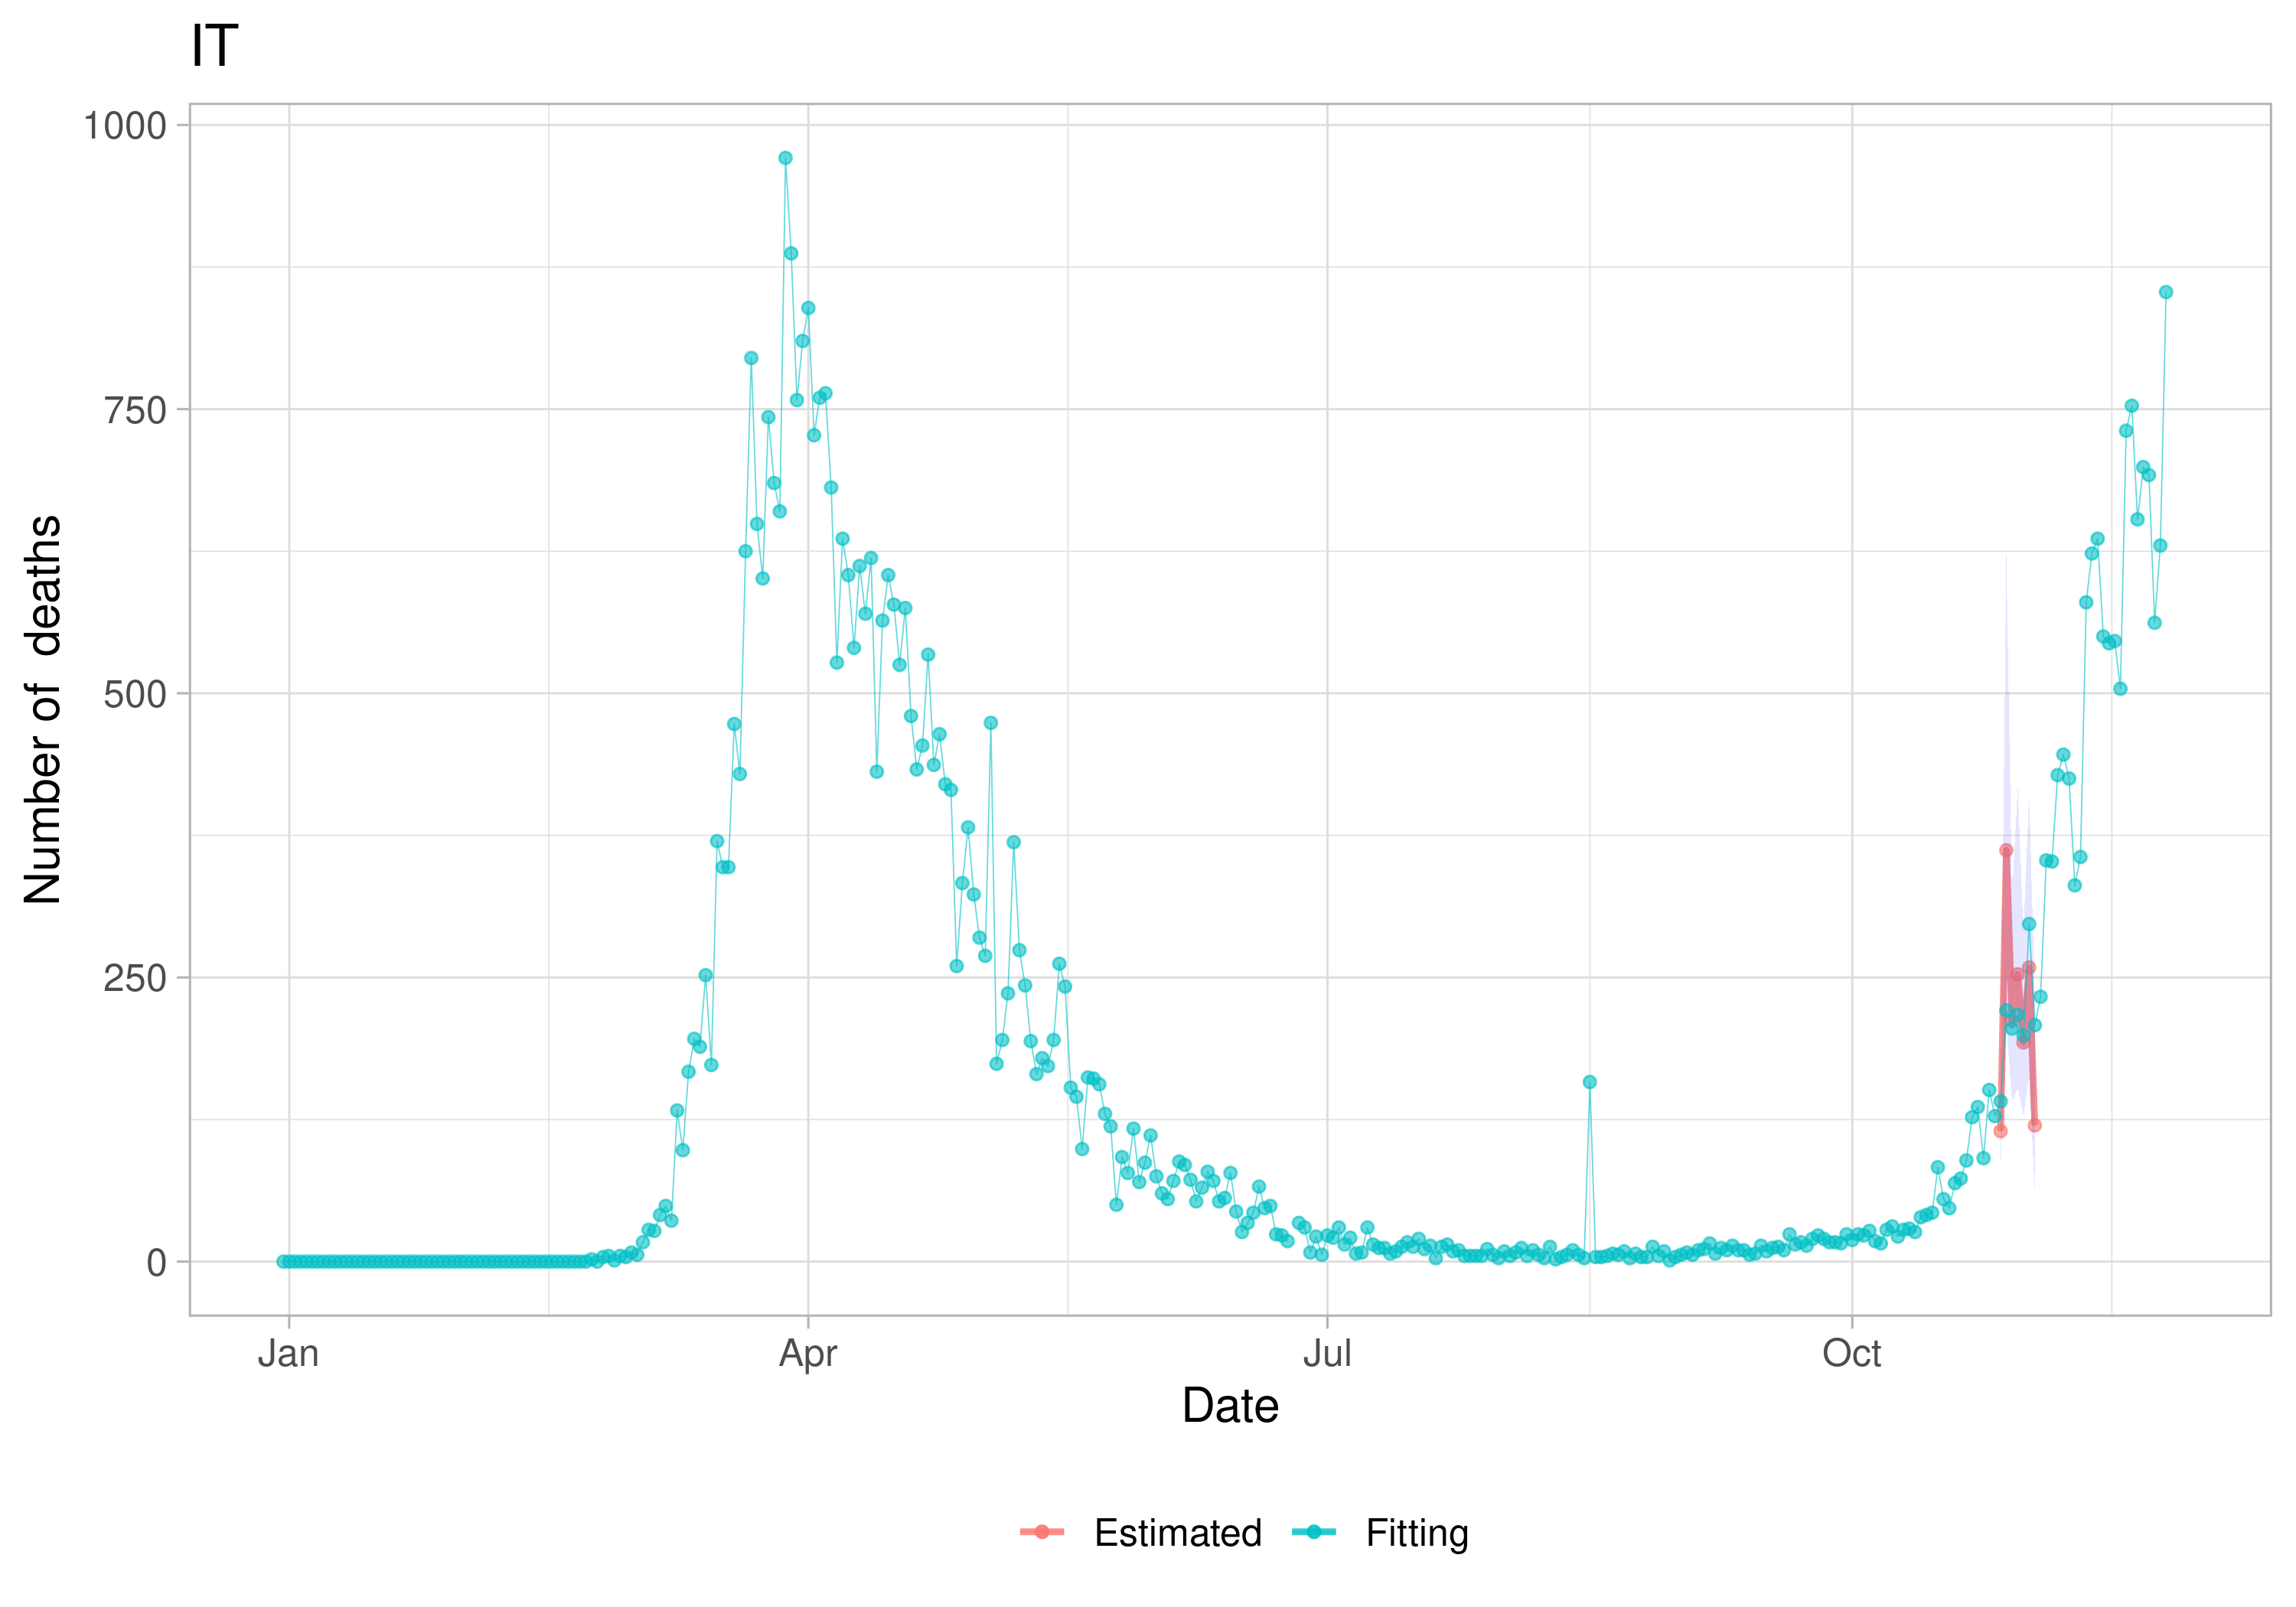 IT
1000
750
500
250
0
Number of deaths
Jan Apr Jul Oct
Date
Estimated Fitting